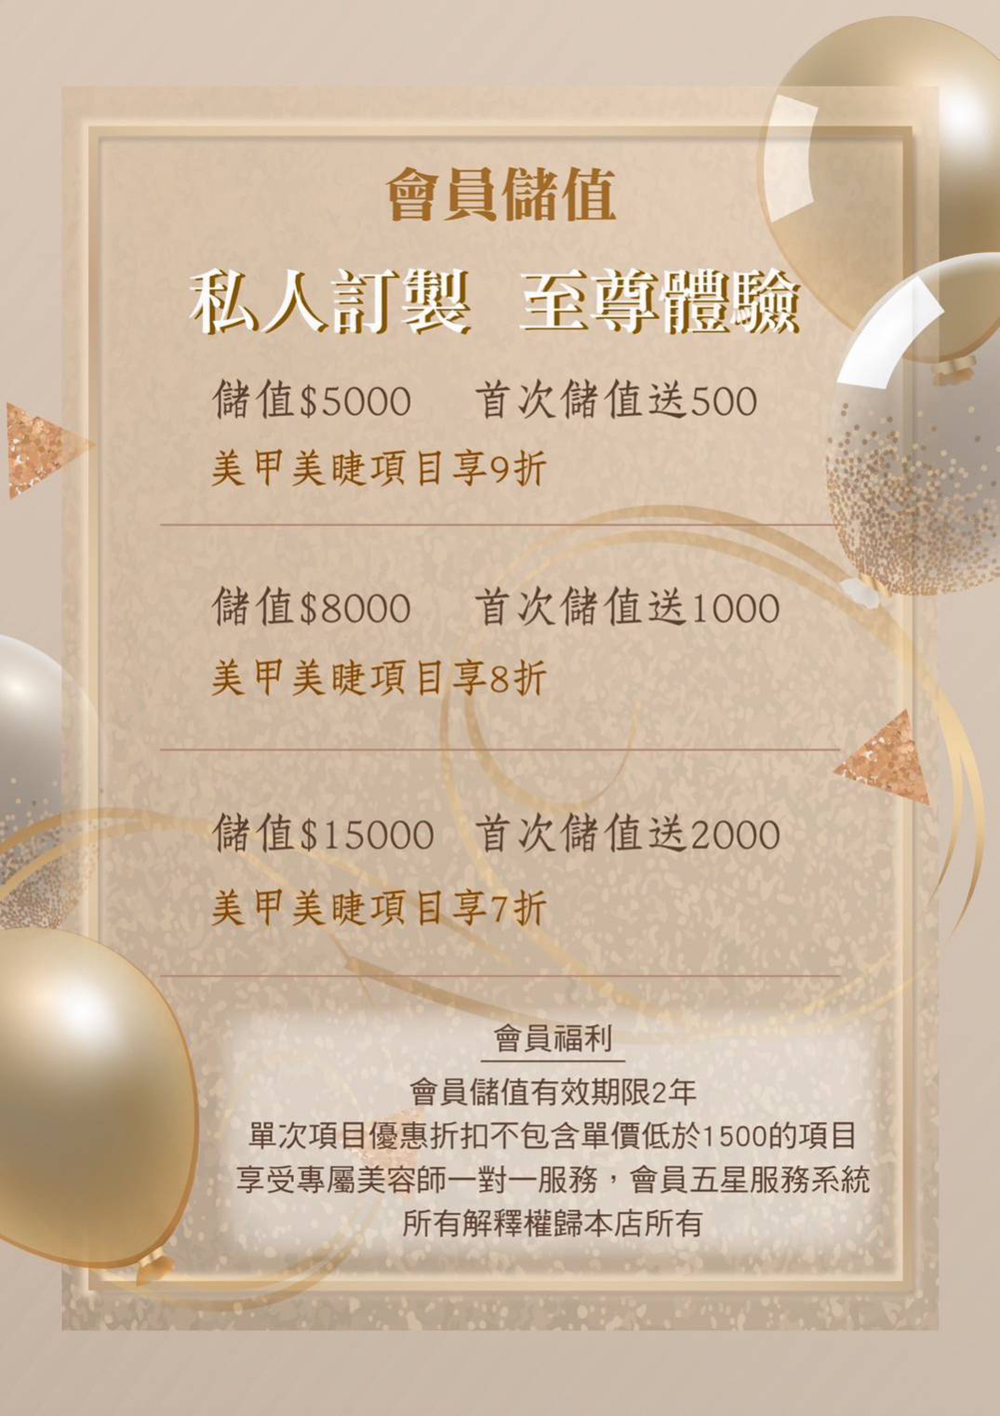 會員儲值
私人訂製 至尊體驗
儲值$5000 首次儲值送500
美甲美睫項目享9折
儲值$8000 首次儲值送1000
美甲美睫項目享8折
儲值$15000 首次儲值送2000
美甲美睫項目享7折
會員福利
會員儲值有效期限2年
單次項目優惠折扣不包含單價低於1500的項目
享受專屬美容師一對一服務，會員五星服務系統
所有解釋權歸本店所有